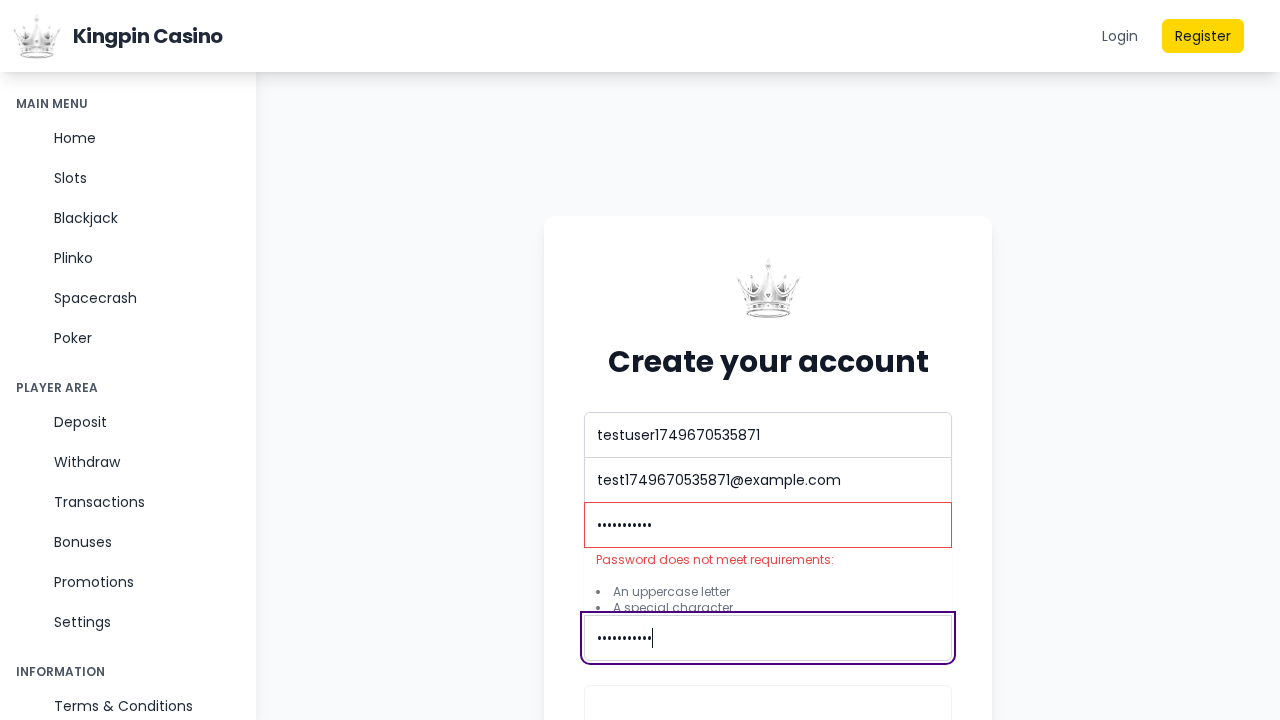 Kingpin Casino
Login
Register
MAIN MENU
Home
Slots
Blackjack
Plinko
Spacecrash
Poker
PLAYER AREA
Deposit
Withdraw
Transactions
Bonuses
Promotions
Settings
INFORMATION
Terms & Conditions
Create your account
testuser1749670535871
test1749670535871@example.com
•••••••••••
Password does not meet requirements:
• An uppercase letter
• A special character
•••••••••••